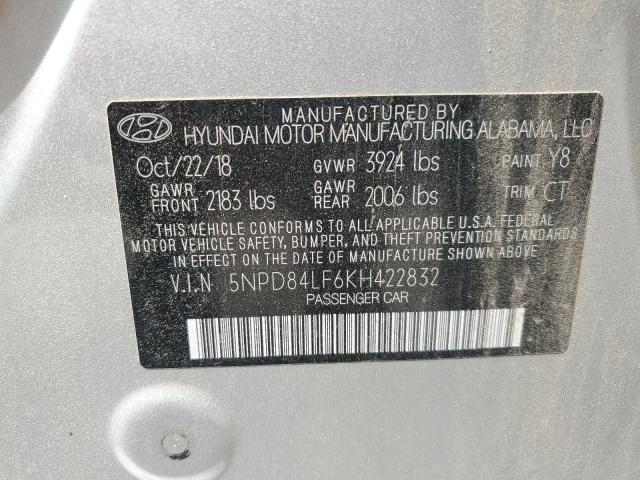 MANUFACTURED BY
HYUNDAI MOTOR MANUFACTURING ALABAMA, LLC
Oct/22/18 GVWR 3924 lbs PAINT Y8
GAWR FRONT 2183 lbs GAWR REAR 2006 lbs TRIM CT
THIS VEHICLE CONFORMS TO ALL APPLICABLE U.S.A. FEDERAL
MOTOR VEHICLE SAFETY, BUMPER, AND THEFT PREVENTION
STANDARDS IN EFFECT ON THE DATE OF MANUFACTURE SHOWN ABOVE
V.I.N 5NPD84LF6KH422832
PASSENGER CAR